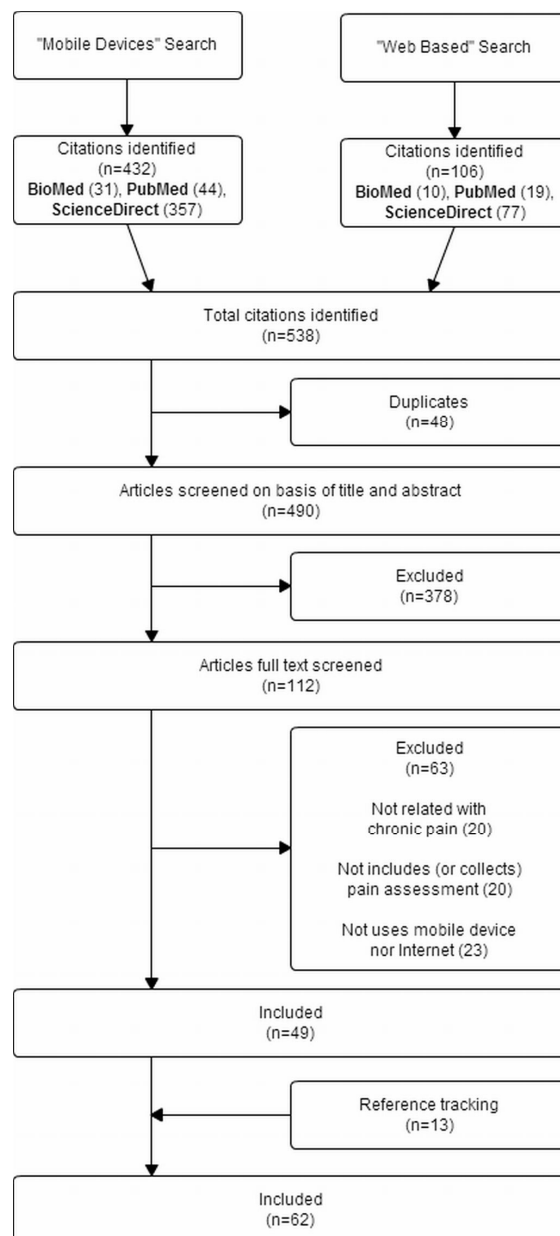 "Mobile Devices" Search
"Web Based" Search
Citations identified
(n=432)
BioMed (31), PubMed (44),
ScienceDirect (357)
Citations identified
(n=106)
BioMed (10), PubMed (19),
ScienceDirect (77)
Total citations identified
(n=538)
Duplicates
(n=48)
Articles screened on basis of title and abstract
(n=490)
Excluded
(n=378)
Articles full text screened
(n=112)
Excluded
(n=63)
Not related with
chronic pain (20)
Not includes (or collects)
pain assessment (20)
Not uses mobile device
nor Internet (23)
Included
(n=49)
Reference tracking
(n=13)
Included
(n=62)